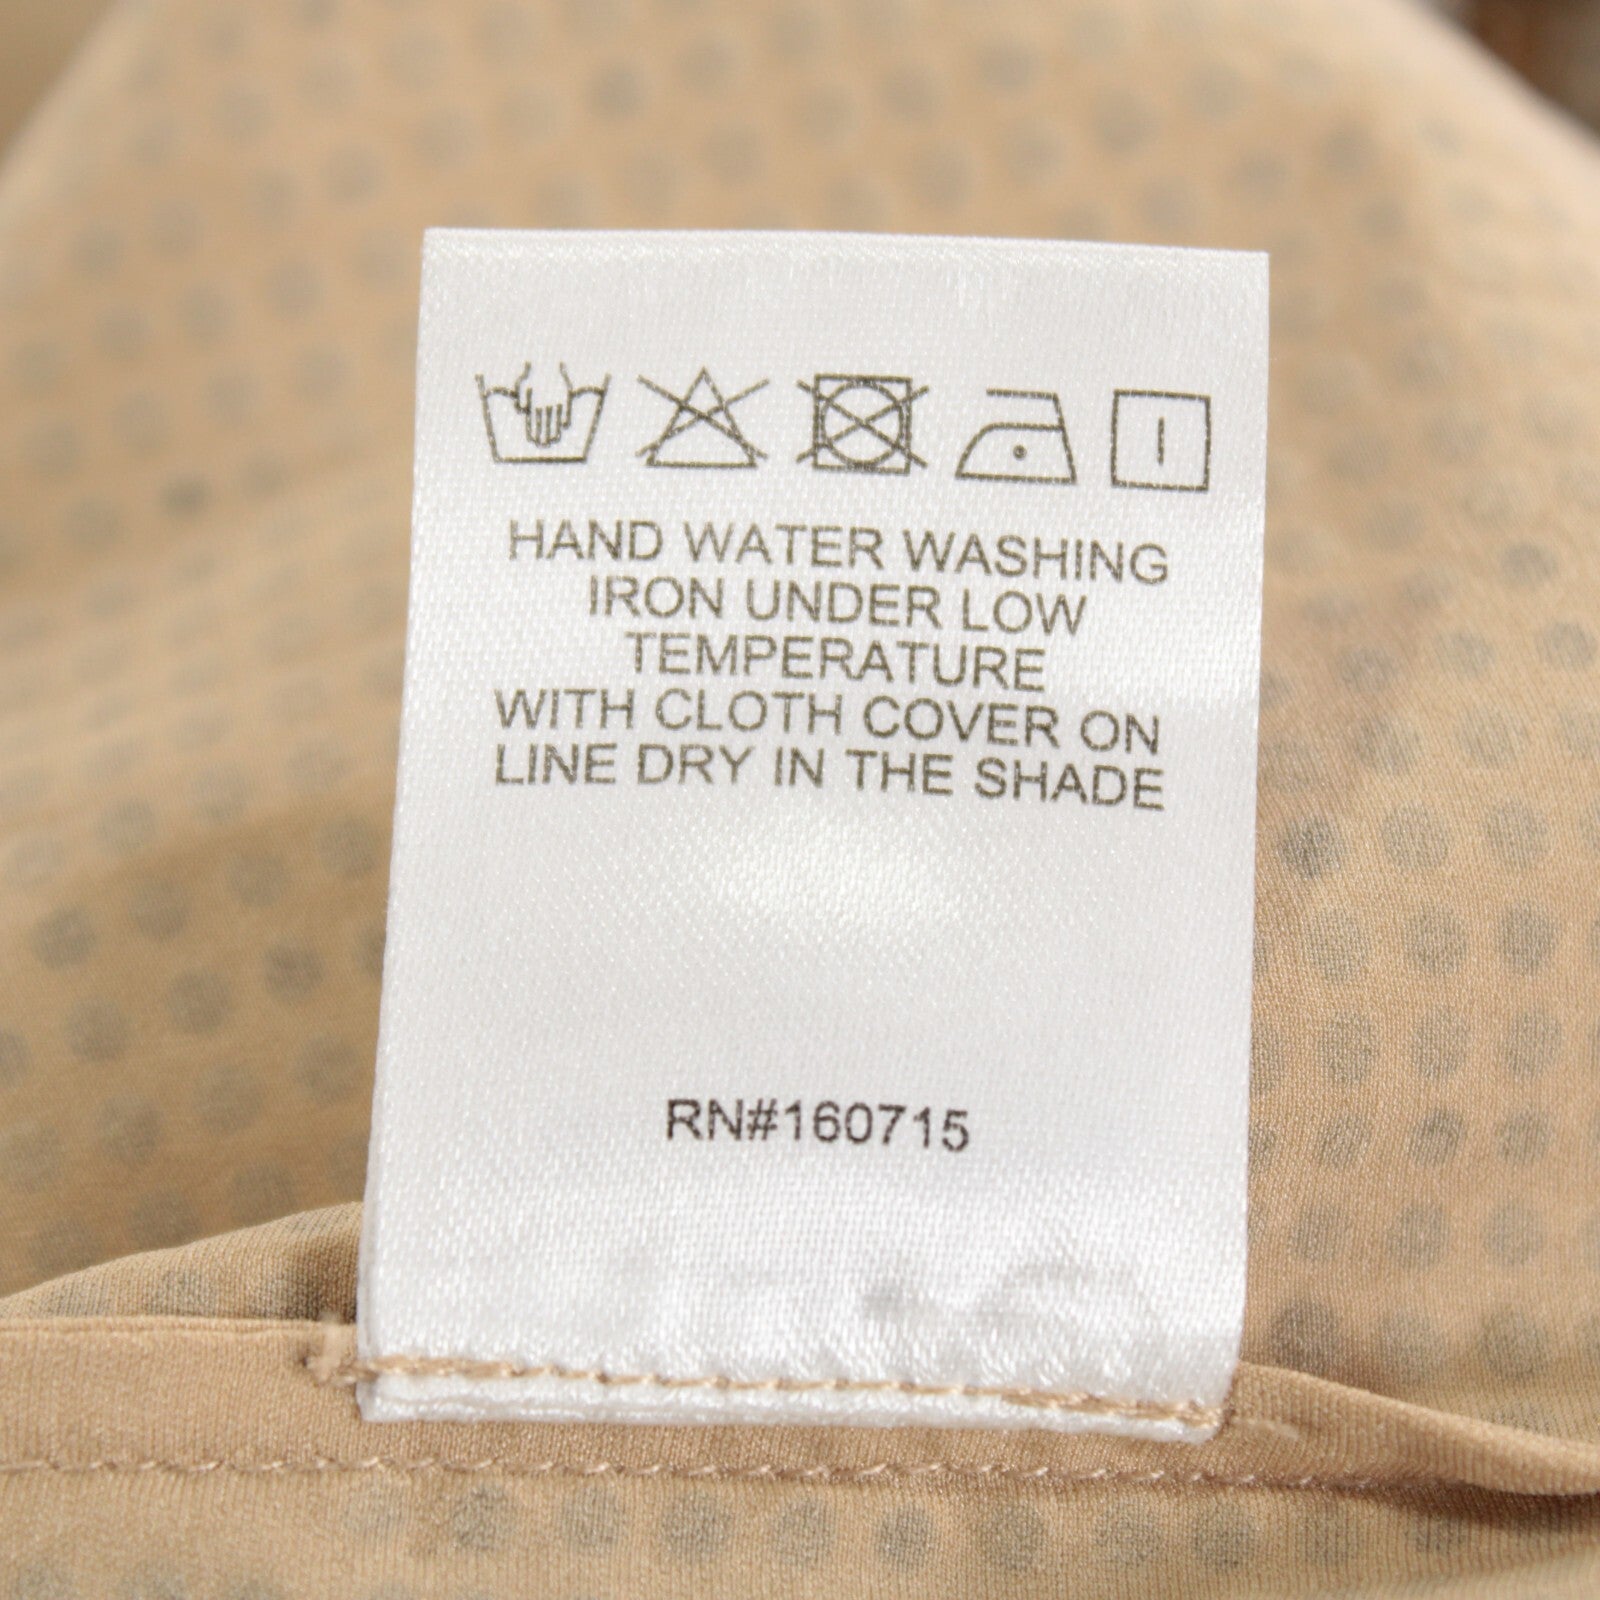 HAND WATER WASHING
IRON UNDER LOW
TEMPERATURE
WITH CLOTH COVER ON
LINE DRY IN THE SHADE
RN#160715